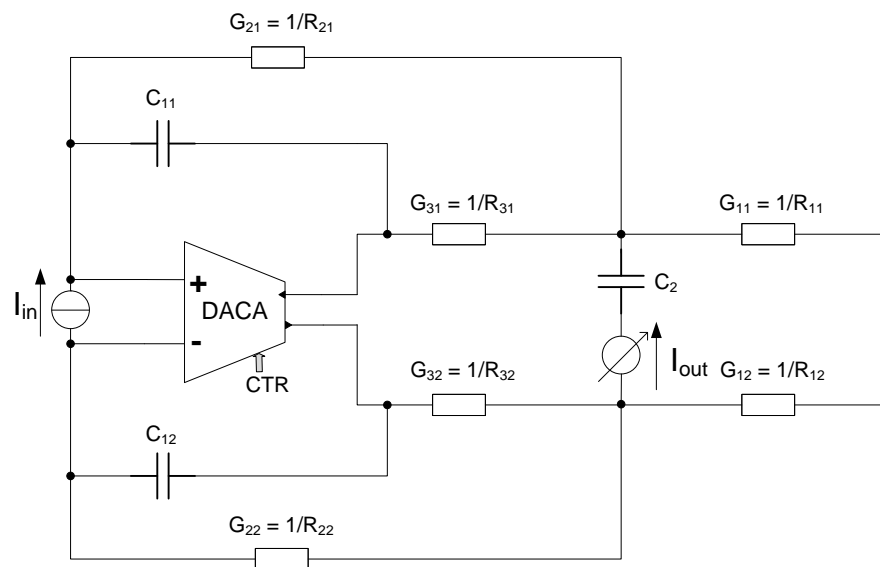 G₂₁ = 1/R₂₁
C₁₁
G₃₁ = 1/R₃₁
G₁₁ = 1/R₁₁
+
DACA
-
CTR
Iin
C₂
Iout
G₃₂ = 1/R₃₂
G₁₂ = 1/R₁₂
C₁₂
G₂₂ = 1/R₂₂